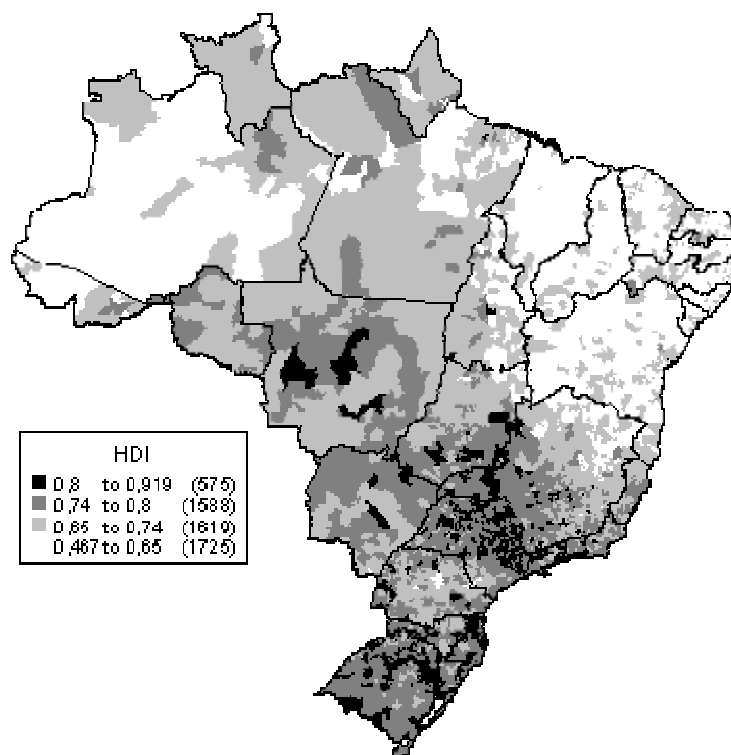 HDI
0,8 to 0,919 (575)
0,74 to 0,8 (1588)
0,65 to 0,74 (1619)
0,467 to 0,65 (1725)